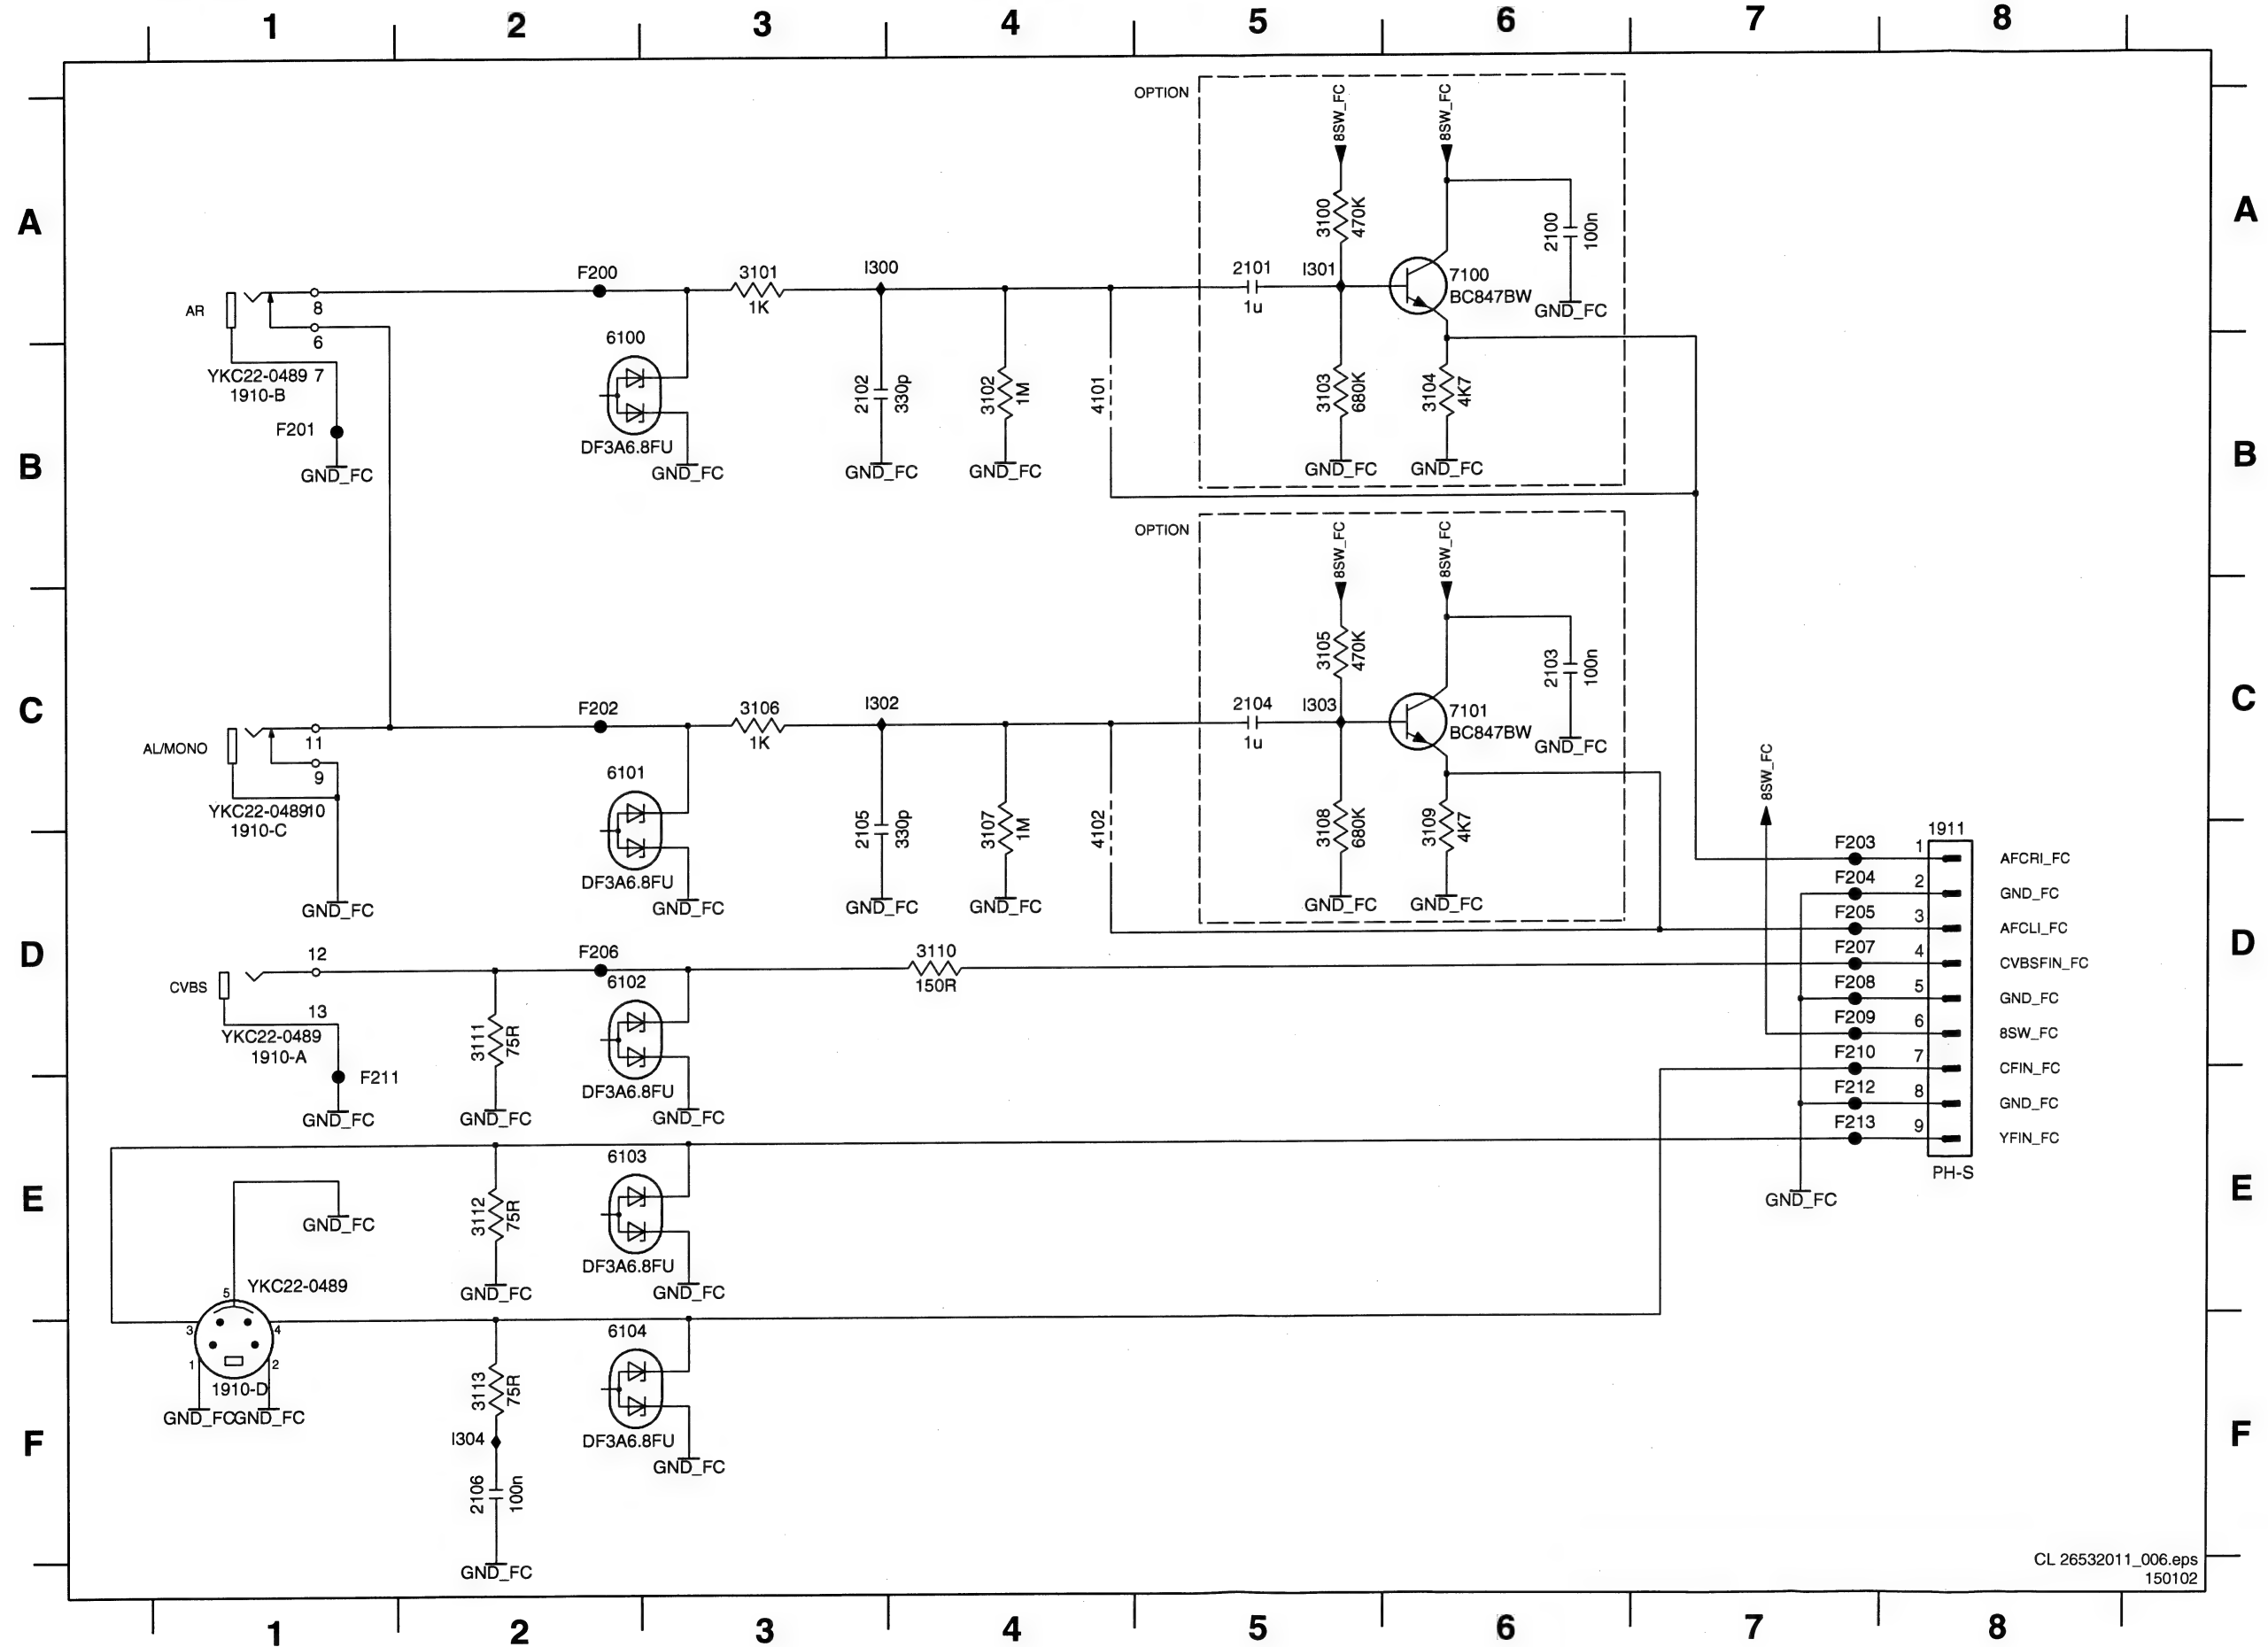 1 2 3 4 5 6 7 8
OPTION
8SW_FC
8SW_FC
A
A
3100
470K
2100
100n
F200
3101
1K
I300
2101
1u
I301
7100
BC847BW
GND_FC
AR
8
6
YKC22-0489 7
1910-B
F201
GND_FC
6100
DF3A6.8FU
GND_FC
2102
330p
GND_FC
3102
1M
GND_FC
4101
3103
680K
GND_FC
3104
4K7
GND_FC
B
B
OPTION
8SW_FC
8SW_FC
3105
470K
2103
100n
C
C
F202
3106
1K
I302
2104
1u
I303
7101
BC847BW
GND_FC
AL/MONO
11
9
YKC22-048910
1910-C
GND_FC
6101
DF3A6.8FU
GND_FC
2105
330p
GND_FC
3107
1M
GND_FC
4102
3108
680K
GND_FC
3109
4K7
GND_FC
8SW_FC
1911
F203 1 AFCRI_FC
F204 2 GND_FC
F205 3 AFCLI_FC
F207 4 CVBSFIN_FC
F208 5 GND_FC
F209 6 8SW_FC
F210 7 CFIN_FC
F212 8 GND_FC
F213 9 YFIN_FC
PH-S
GND_FC
D
D
12
CVBS
13
YKC22-0489
1910-A
F211
GND_FC
3111
75R
GND_FC
F206
6102
DF3A6.8FU
GND_FC
3110
150R
E
E
GND_FC
3112
75R
GND_FC
6103
DF3A6.8FU
GND_FC
YKC22-0489
5
3
4
1
2
1910-D
GND_FC
GND_FC
3113
75R
I304
2106
100n
GND_FC
6104
DF3A6.8FU
GND_FC
F
F
CL 26532011_006.eps
150102
1 2 3 4 5 6 7 8